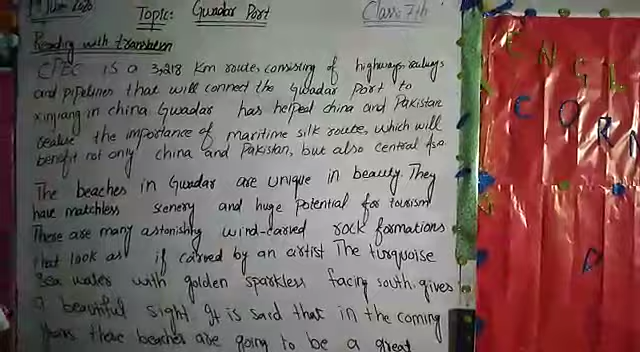 June 2020 Topic: Gwadar Port Class: 7th
Reading with translation
CPEC is a 3,218 Km route, consisting of highways, railways
and pipelines that will connect the Gwadar Port to
xinjiang in china. Gwadar has helped china and Pakistan
realise the importance of maritime silk route, which will
benefit not only china and Pakistan, but also central Asia.
The beaches in Gwadar are unique in beauty. They
have matchless scenery and huge Potential for tourism
There are many astonishing wind-carved rock formations
that look as if carved by an artist The turquoise
sea water with golden sparkless facing south, gives
a beautiful sight. It is said that in the coming
years these beaches are going to be a great
ENGL
CORN